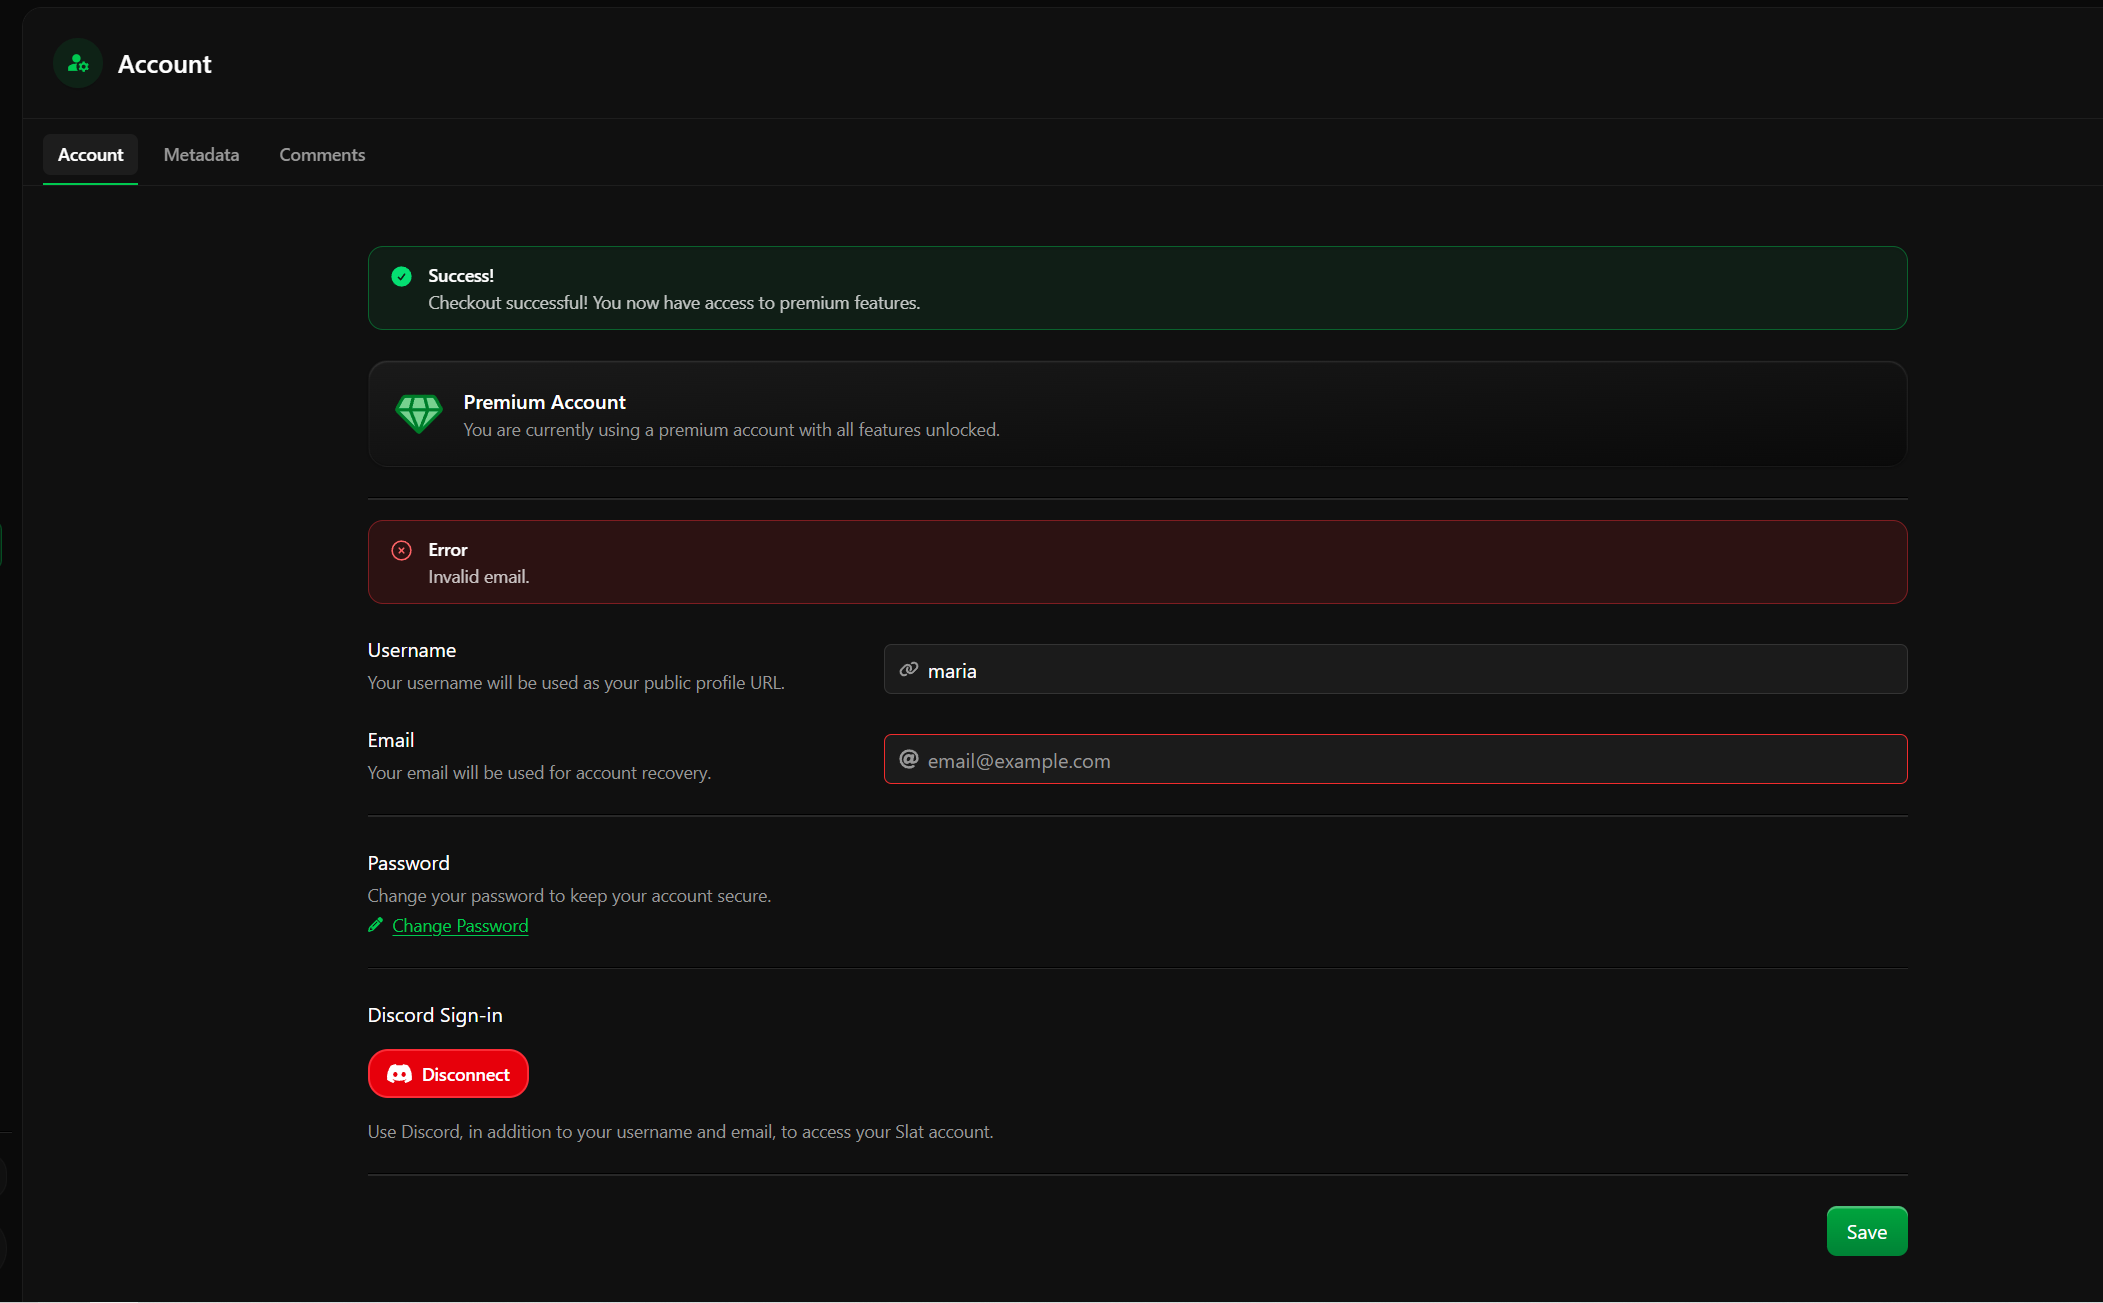 Account
Account
Metadata
Comments
Success!
Checkout successful! You now have access to premium features.
Premium Account
You are currently using a premium account with all features unlocked.
Error
Invalid email.
Username
Your username will be used as your public profile URL.
maria
Email
Your email will be used for account recovery.
email@example.com
Password
Change your password to keep your account secure.
Change Password
Discord Sign-in
Disconnect
Use Discord, in addition to your username and email, to access your Slat account.
Save